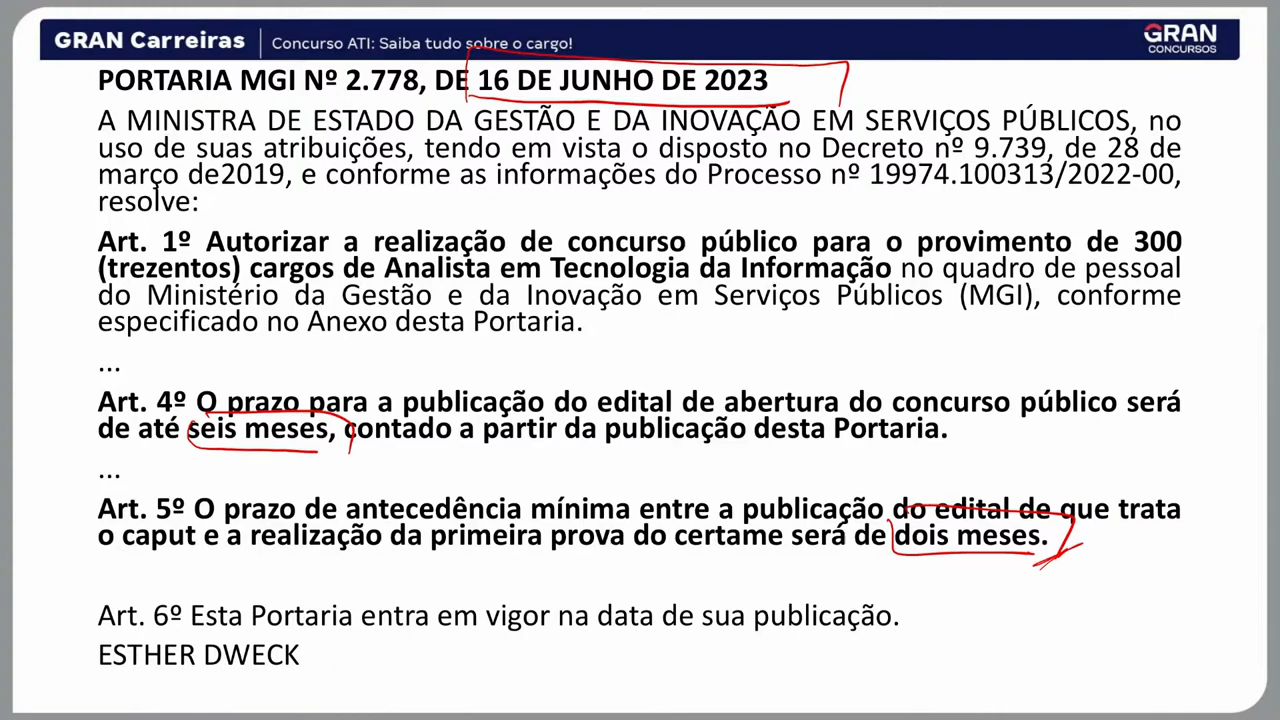 GRAN Carreiras
Concurso ATI: Saiba tudo sobre o cargo!
GRAN
CONCURSOS
PORTARIA MGI Nº 2.778, DE 16 DE JUNHO DE 2023
A MINISTRA DE ESTADO DA GESTÃO E DA INOVAÇÃO EM SERVIÇOS PÚBLICOS, no
uso de suas atribuições, tendo em vista o disposto no Decreto nº 9.739, de 28 de
março de2019, e conforme as informações do Processo nº 19974.100313/2022-00,
resolve:
Art. 1º Autorizar a realização de concurso público para o provimento de 300
(trezentos) cargos de Analista em Tecnologia da Informação no quadro de pessoal
do Ministério da Gestão e da Inovação em Serviços Públicos (MGI), conforme
especificado no Anexo desta Portaria.
...
Art. 4º O prazo para a publicação do edital de abertura do concurso público será
de até seis meses, contado a partir da publicação desta Portaria.
...
Art. 5º O prazo de antecedência mínima entre a publicação do edital de que trata
o caput e a realização da primeira prova do certame será de dois meses.
Art. 6º Esta Portaria entra em vigor na data de sua publicação.
ESTHER DWECK